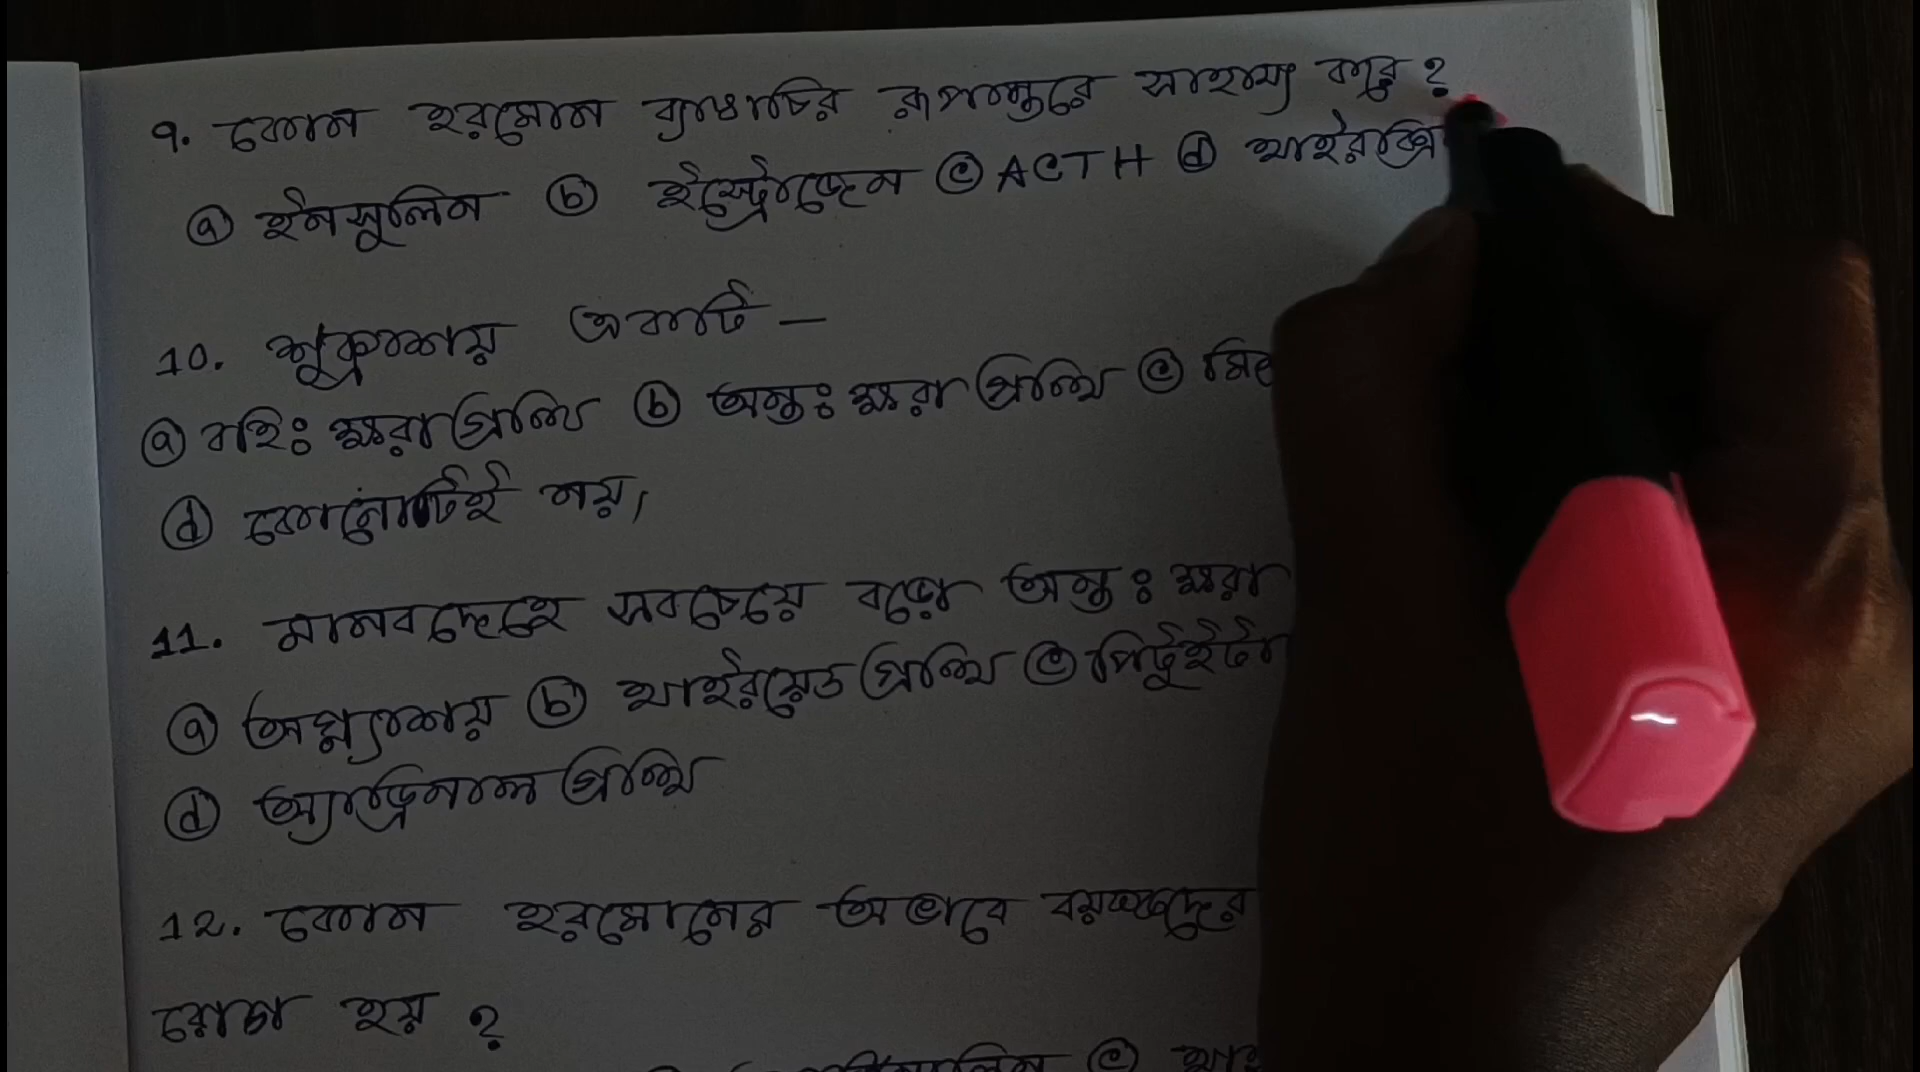 9. কোন হরমোন ব্যাঙাচির রূপান্তরে সাহায্য করে ?
ⓐ ইনসুলিন ⓑ ইস্ট্রোজেন ⓒ ACTH ⓓ থাইরক্সি
10. শুক্রাশয় একটি —
ⓐ বহিঃ ক্ষরা গ্রন্থি ⓑ অন্তঃ ক্ষরা গ্রন্থি ⓒ
ⓓ কোনোটিই নয়।
11. মানবদেহে সবচেয়ে বড়ো অন্তঃ ক্ষরা
ⓐ অগ্ন্যাশয় ⓑ থাইরয়েড গ্রন্থি ⓒ পিটুইটা
ⓓ অ্যাড্রিনাল গ্রন্থি
12. কোন হরমোনের অভাবে বয়স্কদের
রোগ হয় ?
ⓒ